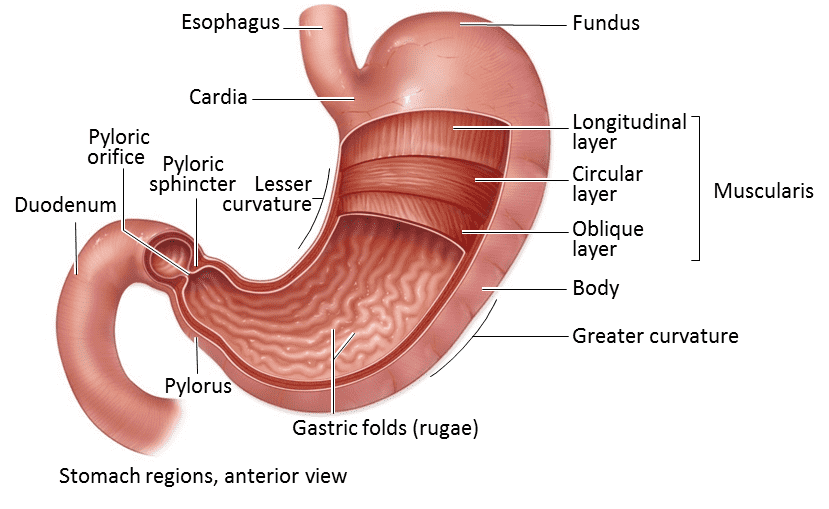 Esophagus
Fundus
Cardia
Longitudinal
layer
Pyloric
orifice
Pyloric
sphincter
Lesser
curvature
Circular
layer
Muscularis
Duodenum
Oblique
layer
Body
Greater curvature
Pylorus
Gastric folds (rugae)
Stomach regions, anterior view